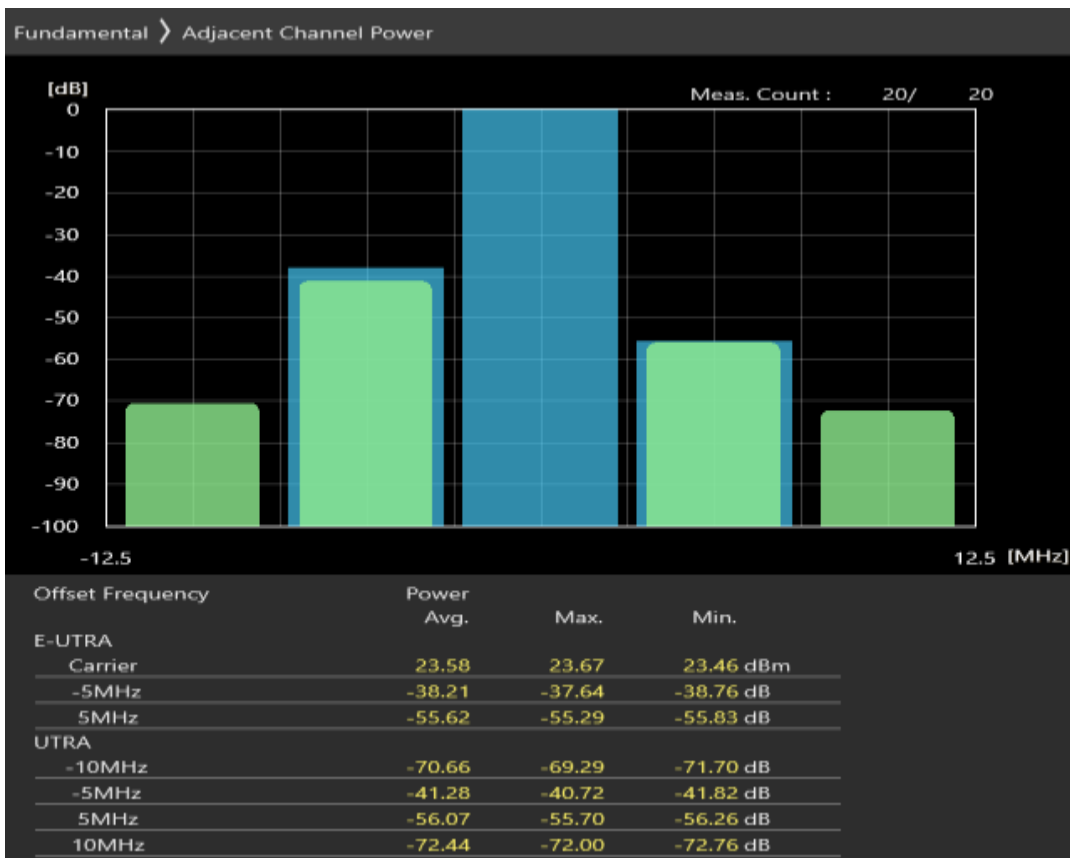 Fundamental ❯ Adjacent Channel Power
[dB]
Meas. Count : 20/ 20
0
-10
-20
-30
-40
-50
-60
-70
-80
-90
-100
-12.5 12.5 [MHz]
Offset Frequency Power
Avg. Max. Min.
E-UTRA
Carrier 23.58 23.67 23.46 dBm
-5MHz -38.21 -37.64 -38.76 dB
5MHz -55.62 -55.29 -55.83 dB
UTRA
-10MHz -70.66 -69.29 -71.70 dB
-5MHz -41.28 -40.72 -41.82 dB
5MHz -56.07 -55.70 -56.26 dB
10MHz -72.44 -72.00 -72.76 dB